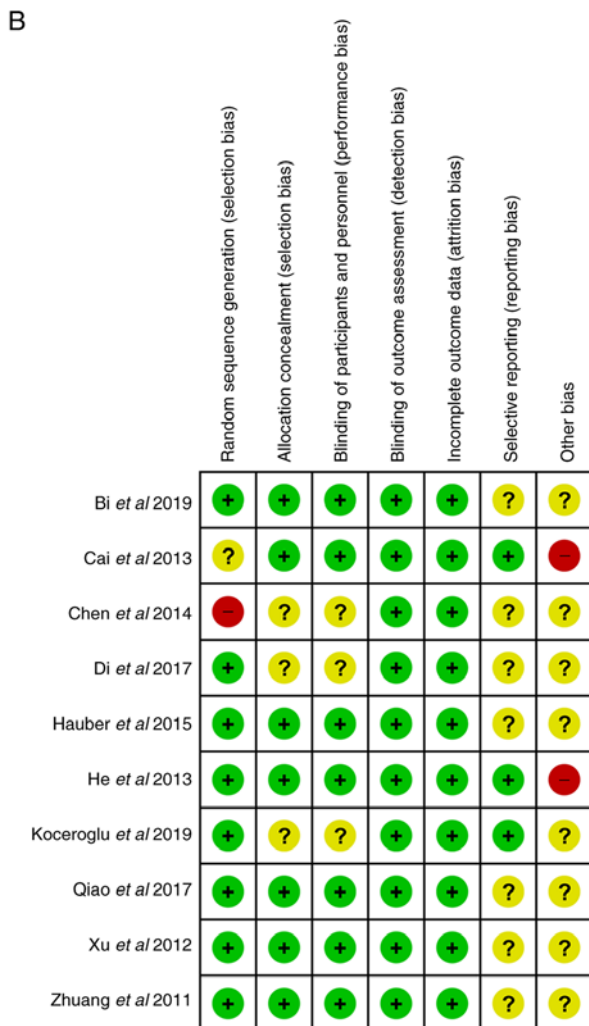 B
Random sequence generation (selection bias)
Allocation concealment (selection bias)
Blinding of participants and personnel (performance bias)
Blinding of outcome assessment (detection bias)
Incomplete outcome data (attrition bias)
Selective reporting (reporting bias)
Other bias
Bi et al 2019 + + + + + ? ?
Cai et al 2013 ? + + + + + −
Chen et al 2014 − ? ? + + ? ?
Di et al 2017 + ? ? + + ? ?
Hauber et al 2015 + + + + + ? ?
He et al 2013 + + + + + + −
Koceroglu et al 2019 + ? ? + + + ?
Qiao et al 2017 + + + + + ? ?
Xu et al 2012 + + + + + ? ?
Zhuang et al 2011 + + + + + ? ?